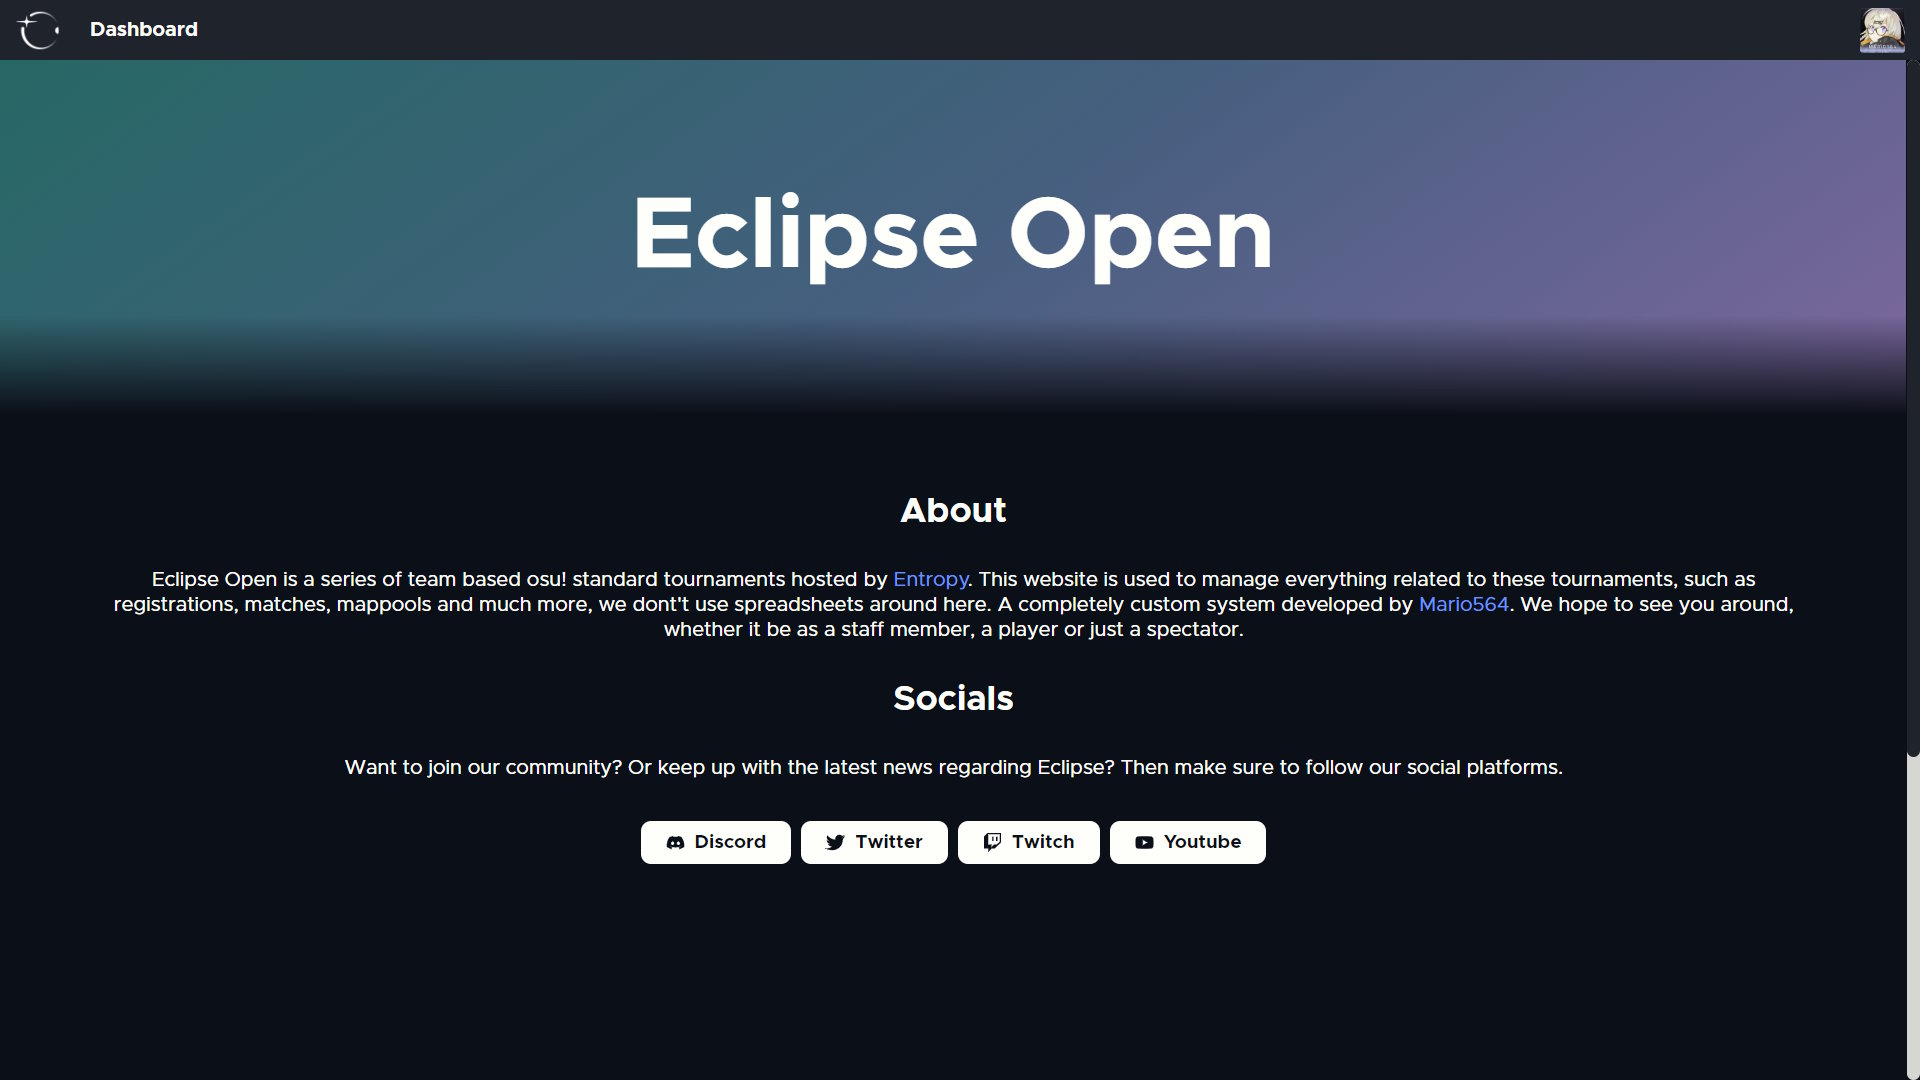 Dashboard
Eclipse Open
About
Eclipse Open is a series of team based osu! standard tournaments hosted by Entropy. This website is used to manage everything related to these tournaments, such as
registrations, matches, mappools and much more, we dont't use spreadsheets around here. A completely custom system developed by Mario564. We hope to see you around,
whether it be as a staff member, a player or just a spectator.
Socials
Want to join our community? Or keep up with the latest news regarding Eclipse? Then make sure to follow our social platforms.
Discord
Twitter
Twitch
Youtube